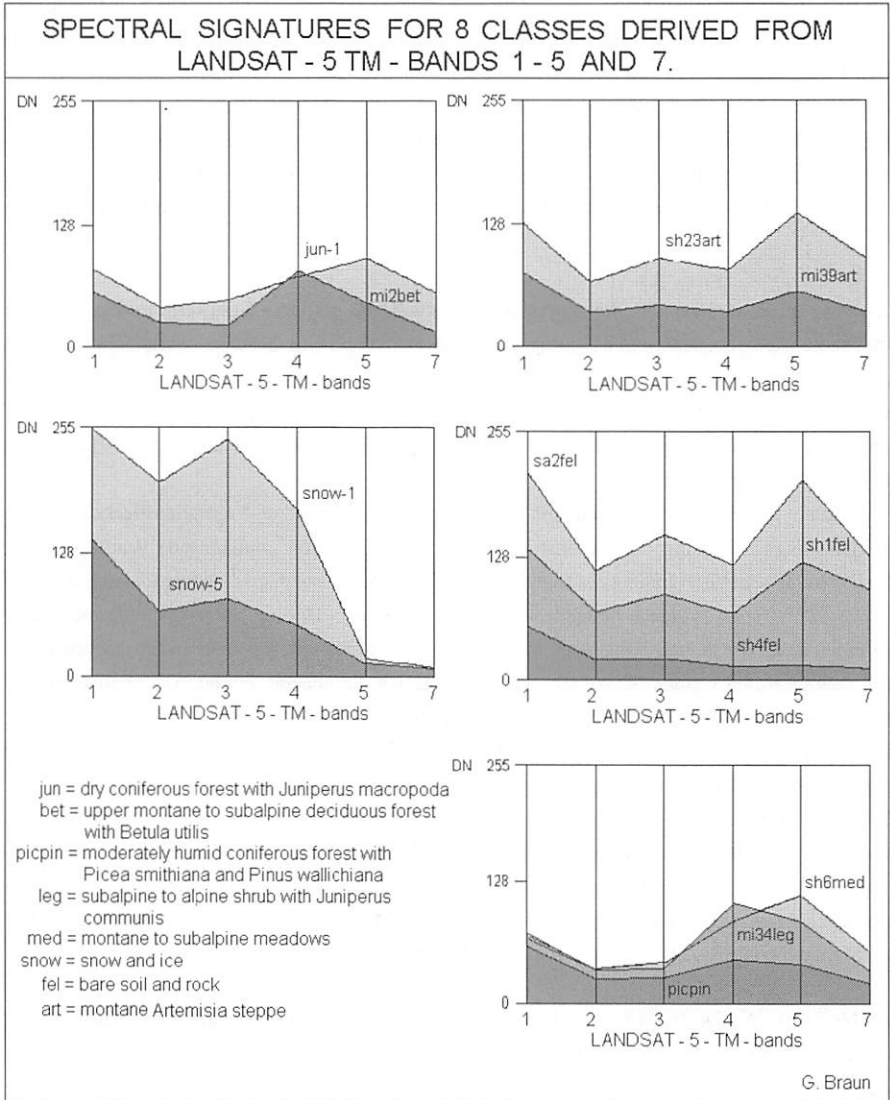 SPECTRAL SIGNATURES FOR 8 CLASSES DERIVED FROM
LANDSAT - 5 TM - BANDS 1 - 5 AND 7.
DN 255
128
0
jun-1
mi2bet
1 2 3 4 5 7
LANDSAT - 5 - TM - bands
DN 255
128
0
sh23art
mi39art
1 2 3 4 5 7
LANDSAT - 5 - TM - bands
DN 255
128
0
snow-1
snow-5
1 2 3 4 5 7
LANDSAT - 5 - TM - bands
DN 255
128
0
sa2fel
sh1fel
sh4fel
1 2 3 4 5 7
LANDSAT - 5 - TM - bands
jun = dry coniferous forest with Juniperus macropoda
bet = upper montane to subalpine deciduous forest
with Betula utilis
picpin = moderately humid coniferous forest with
Picea smithiana and Pinus wallichiana
leg = subalpine to alpine shrub with Juniperus
communis
med = montane to subalpine meadows
snow = snow and ice
fel = bare soil and rock
art = montane Artemisia steppe
DN 255
128
0
sh6med
mi34leg
picpin
1 2 3 4 5 7
LANDSAT - 5 - TM - bands
G. Braun